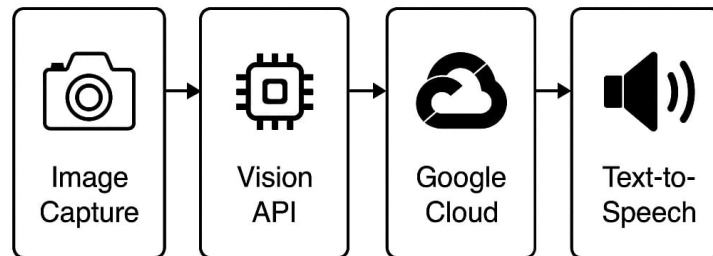 Image
Capture
Vision
API
Google
Cloud
Text-to-
Speech